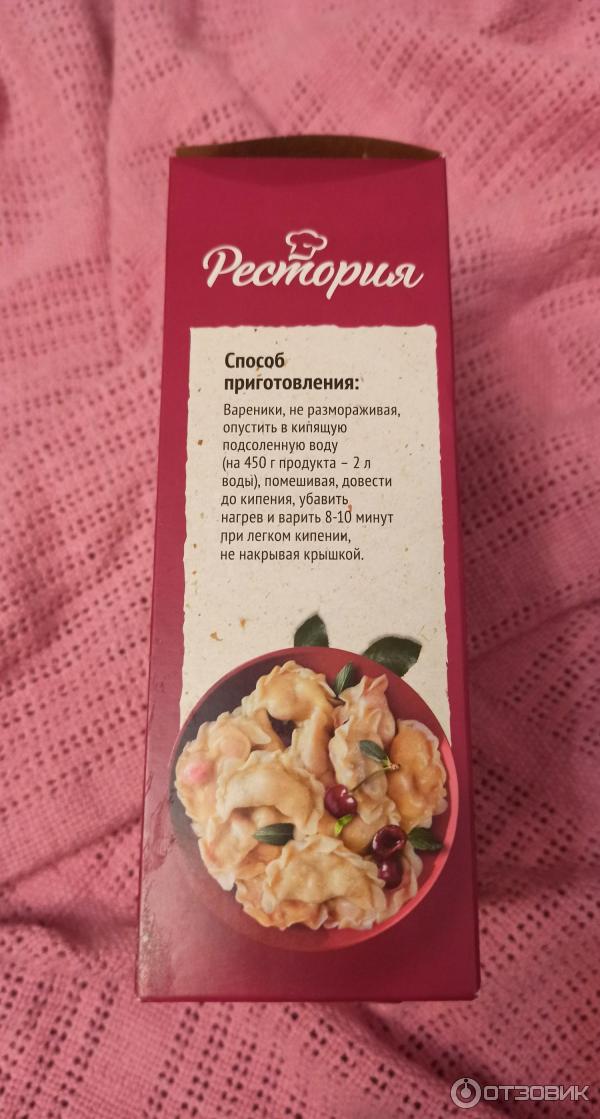 Рестория
Способ
приготовления:
Вареники, не размораживая,
опустить в кипящую
подсоленную воду
(на 450 г продукта – 2 л
воды), помешивая, довести
до кипения, убавить
нагрев и варить 8-10 минут
при легком кипении,
не накрывая крышкой.
ОТЗОВИК